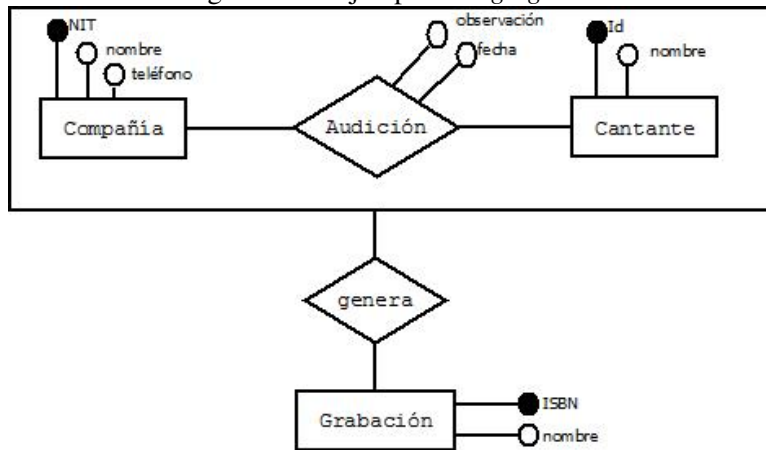 NIT
nombre
teléfono
Compañía
observación
fecha
Audición
Id
nombre
Cantante
genera
Grabación
ISBN
nombre